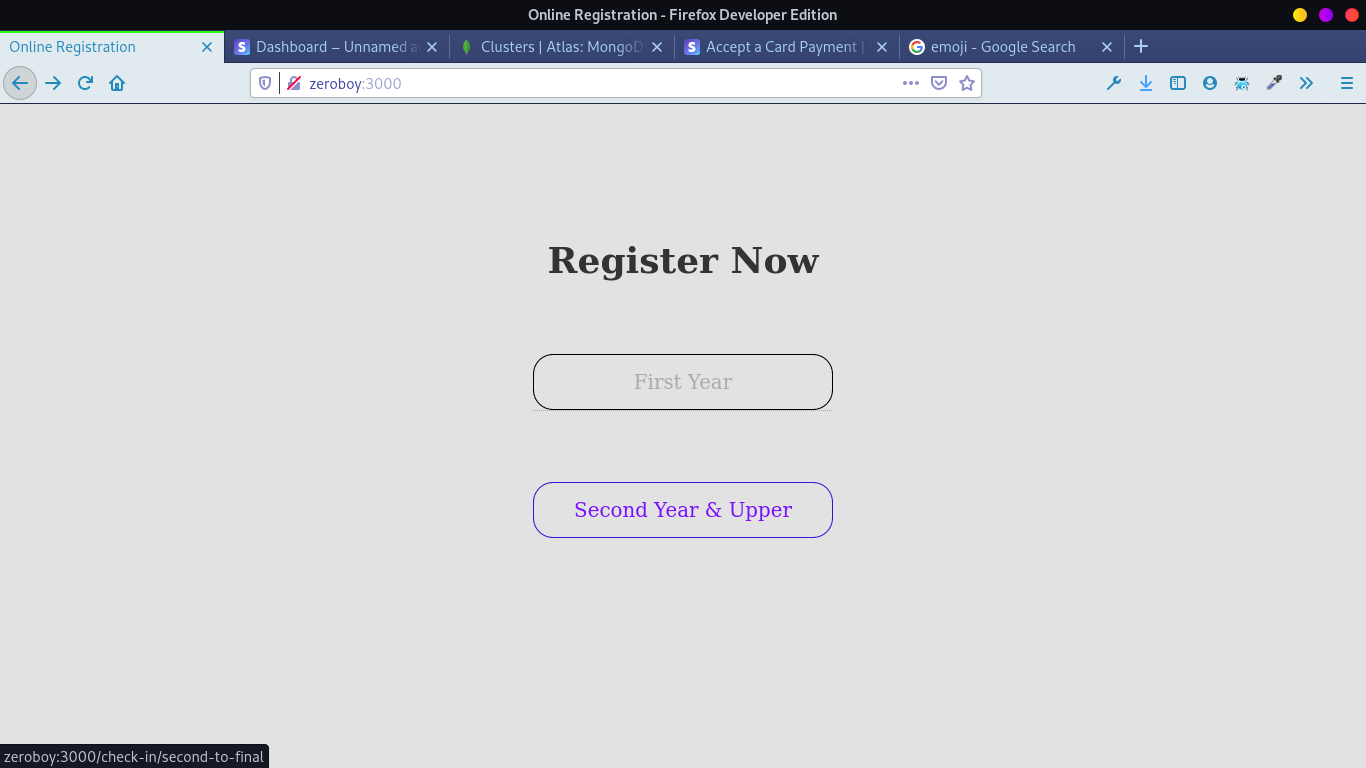 Online Registration - Firefox Developer Edition
Online Registration
Dashboard – Unnamed a
Clusters | Atlas: MongoD
Accept a Card Payment |
emoji - Google Search
zeroboy:3000
Register Now
First Year
Second Year & Upper
zeroboy:3000/check-in/second-to-final